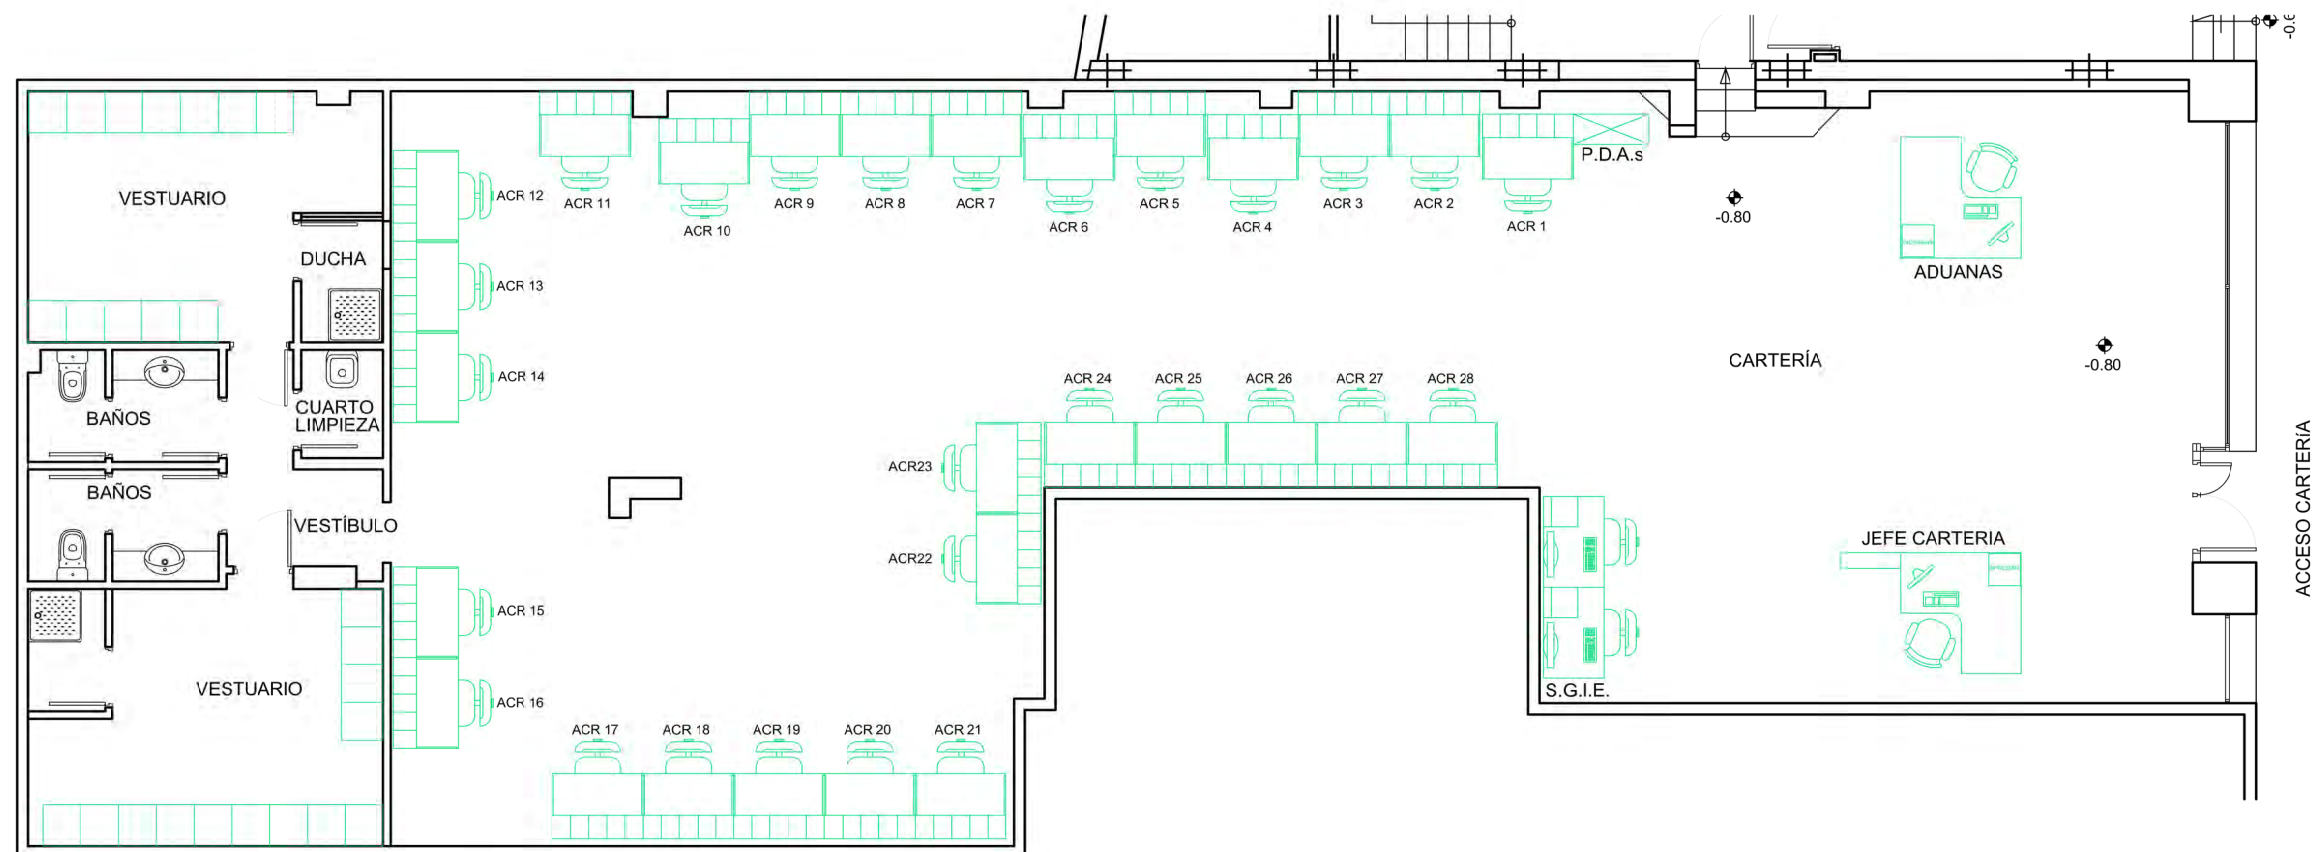 -0.6
VESTUARIO
DUCHA
BAÑOS
CUARTO
LIMPIEZA
BAÑOS
VESTÍBULO
VESTUARIO
ACR 12
ACR 13
ACR 14
ACR 15
ACR 16
ACR 11
ACR 10
ACR 9
ACR 8
ACR 7
ACR 6
ACR 5
ACR 4
ACR 3
ACR 2
ACR 1
P.D.A.s
-0.80
ADUANAS
CARTERÍA
-0.80
ACR 24
ACR 25
ACR 26
ACR 27
ACR 28
ACR23
ACR22
ACR 17
ACR 18
ACR 19
ACR 20
ACR 21
S.G.I.E.
JEFE CARTERIA
ACCESO CARTERÍA